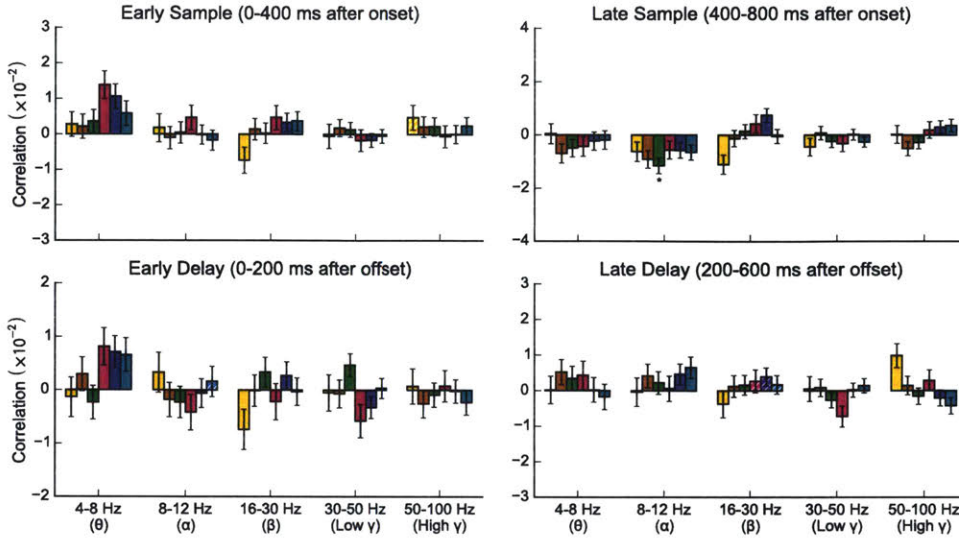 Early Sample (0-400 ms after onset)
Late Sample (400-800 ms after onset)
Correlation (×10⁻²)
3
2
1
0
−1
−2
−3
4
2
0
−2
−4
*
Early Delay (0-200 ms after offset)
Late Delay (200-600 ms after offset)
Correlation (×10⁻²)
2
1
0
−1
−2
3
2
1
0
−1
−2
−3
4-8 Hz 8-12 Hz 16-30 Hz 30-50 Hz 50-100 Hz
(θ) (α) (β) (Low γ) (High γ)
4-8 Hz 8-12 Hz 16-30 Hz 30-50 Hz 50-100 Hz
(θ) (α) (β) (Low γ) (High γ)